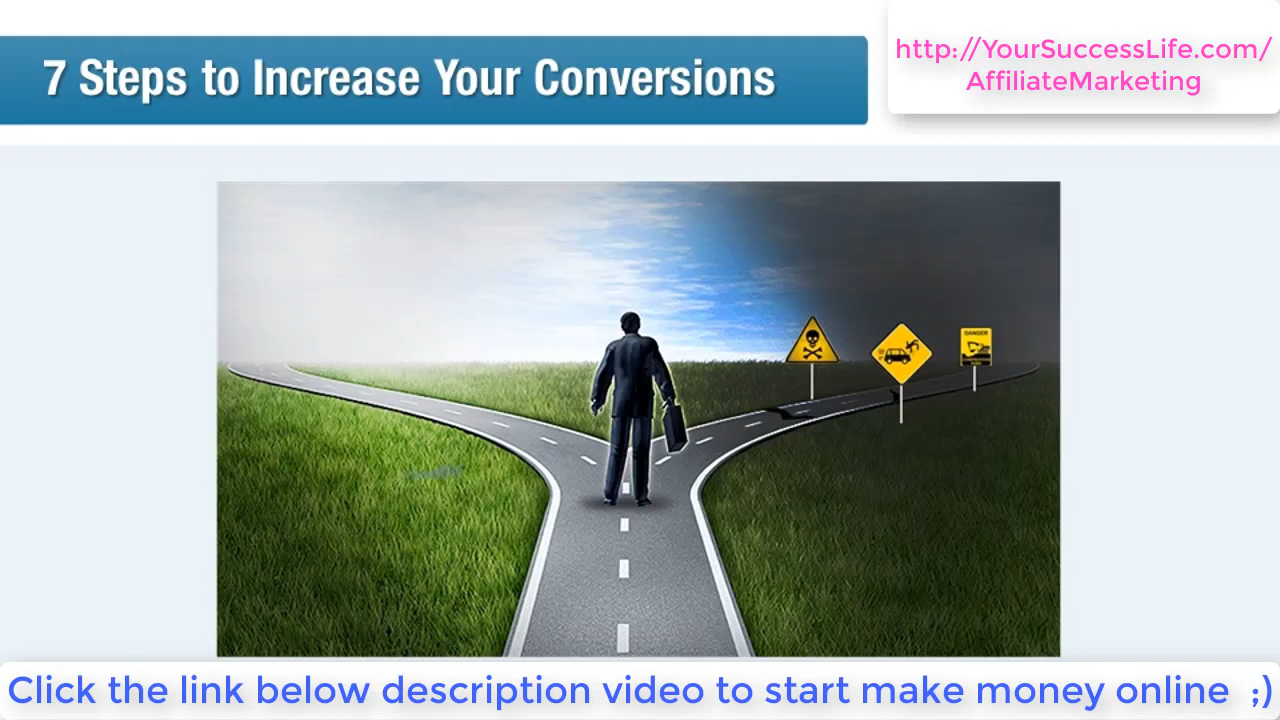 7 Steps to Increase Your Conversions
http://YourSuccessLife.com/
AffiliateMarketing
DANGER
Click the link below description video to start make money online ;)